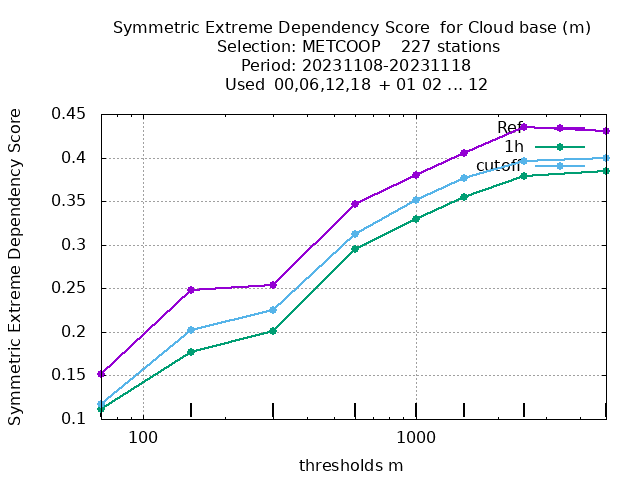 Symmetric Extreme Dependency Score  for Cloud base (m)
Selection: METCOOP    227 stations
Period: 20231108-20231118
Used  00,06,12,18 + 01 02 ... 12
Symmetric Extreme Dependency Score
0.45
0.4
0.35
0.3
0.25
0.2
0.15
0.1
Ref
1h
cutoff
100
1000
thresholds m